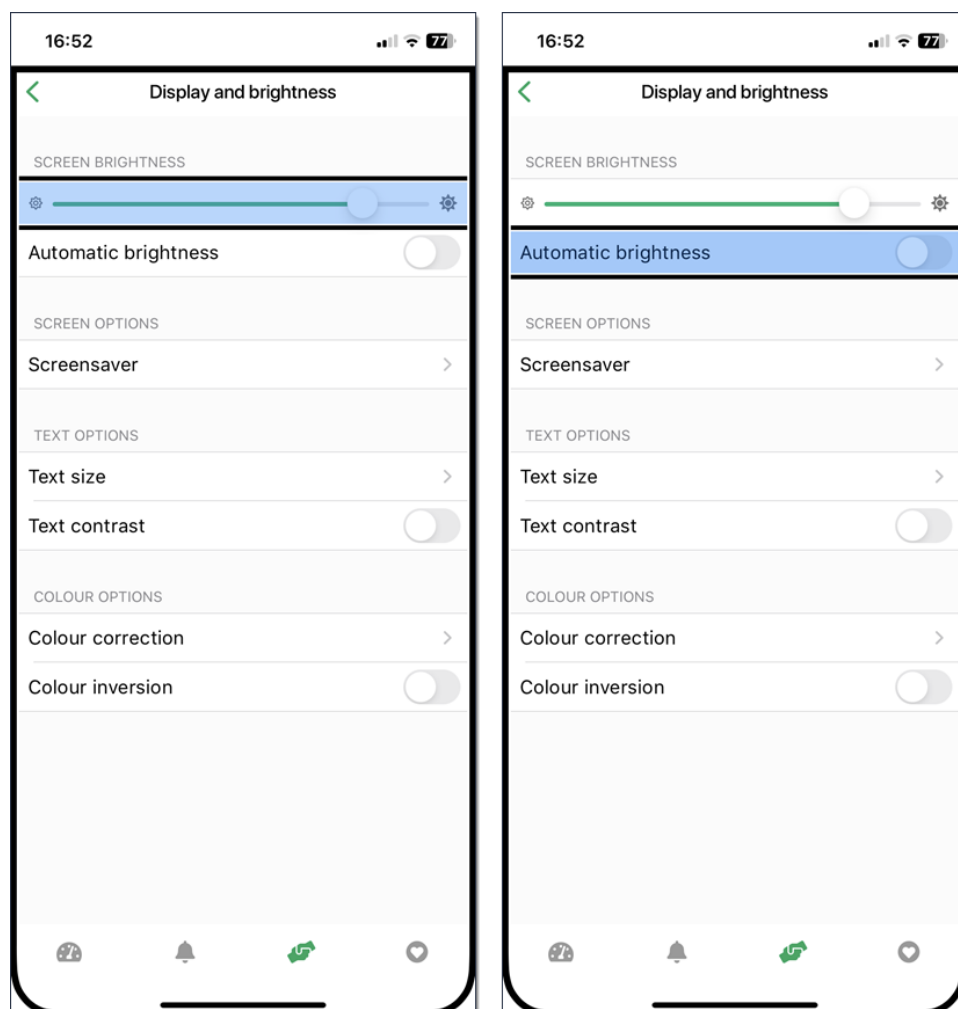 16:52
77
Display and brightness
SCREEN BRIGHTNESS
Automatic brightness
SCREEN OPTIONS
Screensaver
TEXT OPTIONS
Text size
Text contrast
COLOUR OPTIONS
Colour correction
Colour inversion
16:52
77
Display and brightness
SCREEN BRIGHTNESS
Automatic brightness
SCREEN OPTIONS
Screensaver
TEXT OPTIONS
Text size
Text contrast
COLOUR OPTIONS
Colour correction
Colour inversion